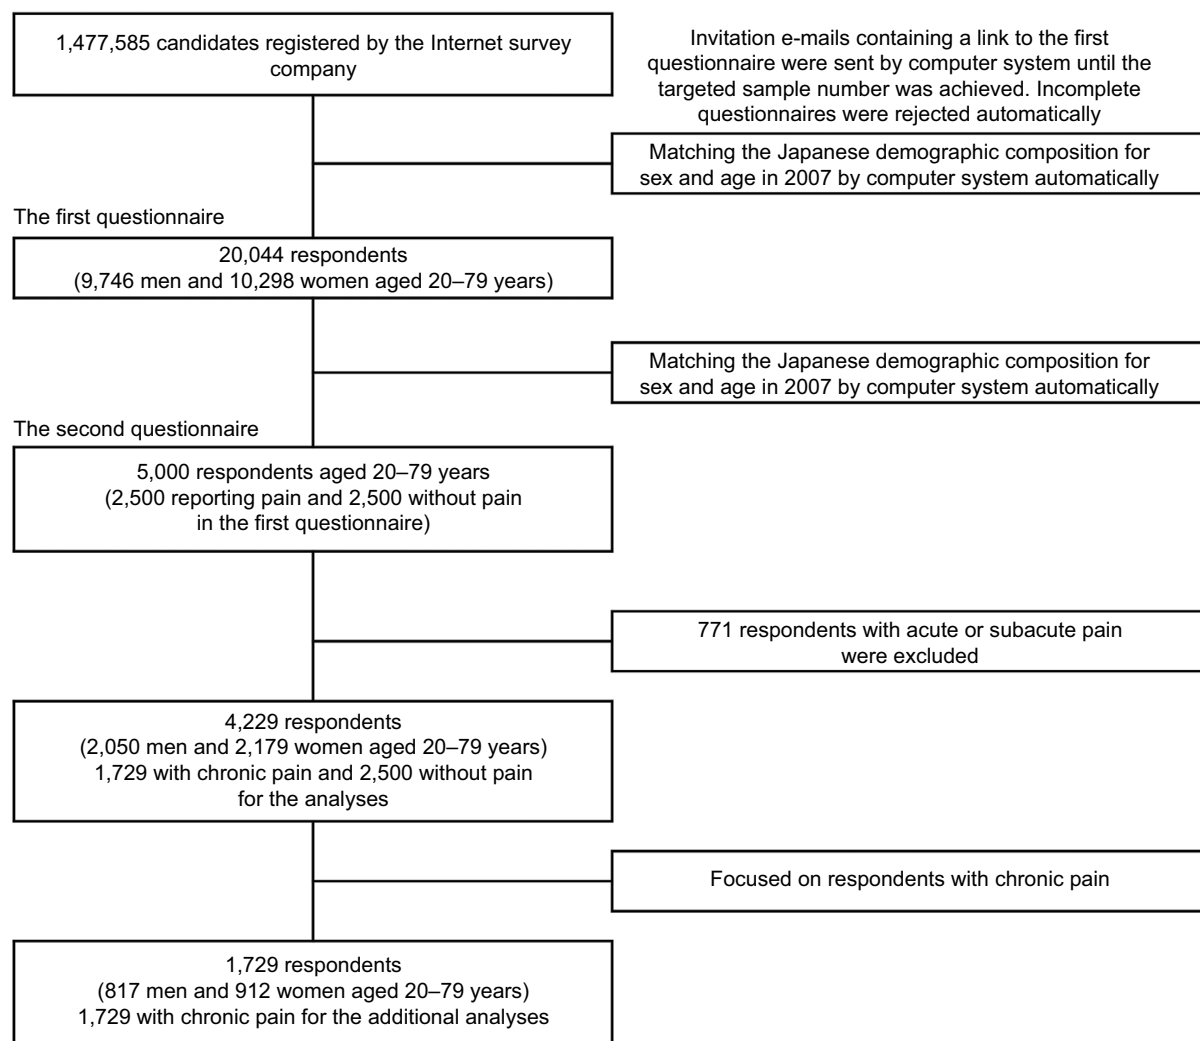 1,477,585 candidates registered by the Internet survey
company
Invitation e-mails containing a link to the first
questionnaire were sent by computer system until the
targeted sample number was achieved. Incomplete
questionnaires were rejected automatically
Matching the Japanese demographic composition for
sex and age in 2007 by computer system automatically
The first questionnaire
20,044 respondents
(9,746 men and 10,298 women aged 20–79 years)
Matching the Japanese demographic composition for
sex and age in 2007 by computer system automatically
The second questionnaire
5,000 respondents aged 20–79 years
(2,500 reporting pain and 2,500 without pain
in the first questionnaire)
771 respondents with acute or subacute pain
were excluded
4,229 respondents
(2,050 men and 2,179 women aged 20–79 years)
1,729 with chronic pain and 2,500 without pain
for the analyses
Focused on respondents with chronic pain
1,729 respondents
(817 men and 912 women aged 20–79 years)
1,729 with chronic pain for the additional analyses